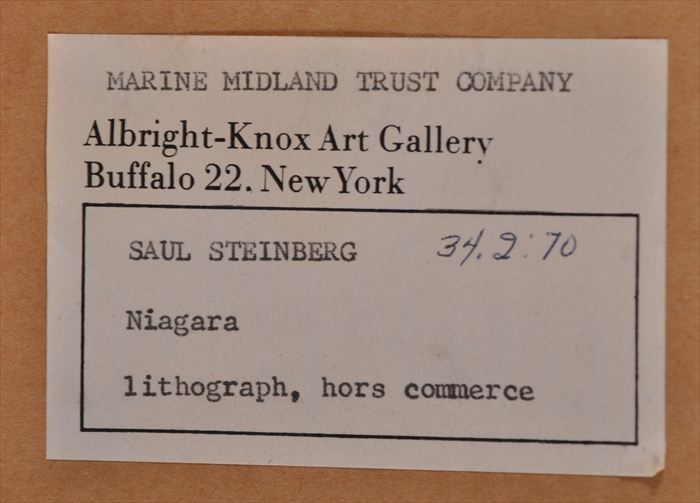 MARINE MIDLAND TRUST COMPANY
Albright-Knox Art Gallery
Buffalo 22. New York
SAUL STEINBERG 34.2:70
Niagara
lithograph, hors commerce